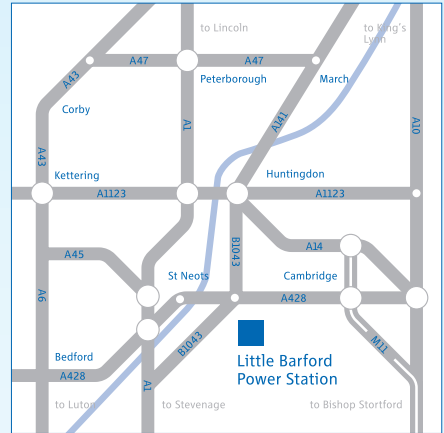 to Lincoln
to King's
Lynn
A47
A47
Peterborough
March
A43
Corby
A1
A141
A10
A43
Kettering
Huntingdon
A1123
A1123
A45
B1043
A14
St Neots
Cambridge
A6
A428
B1043
M11
Bedford
A428
A1
Little Barford
Power Station
to Luton
to Stevenage
to Bishop Stortford